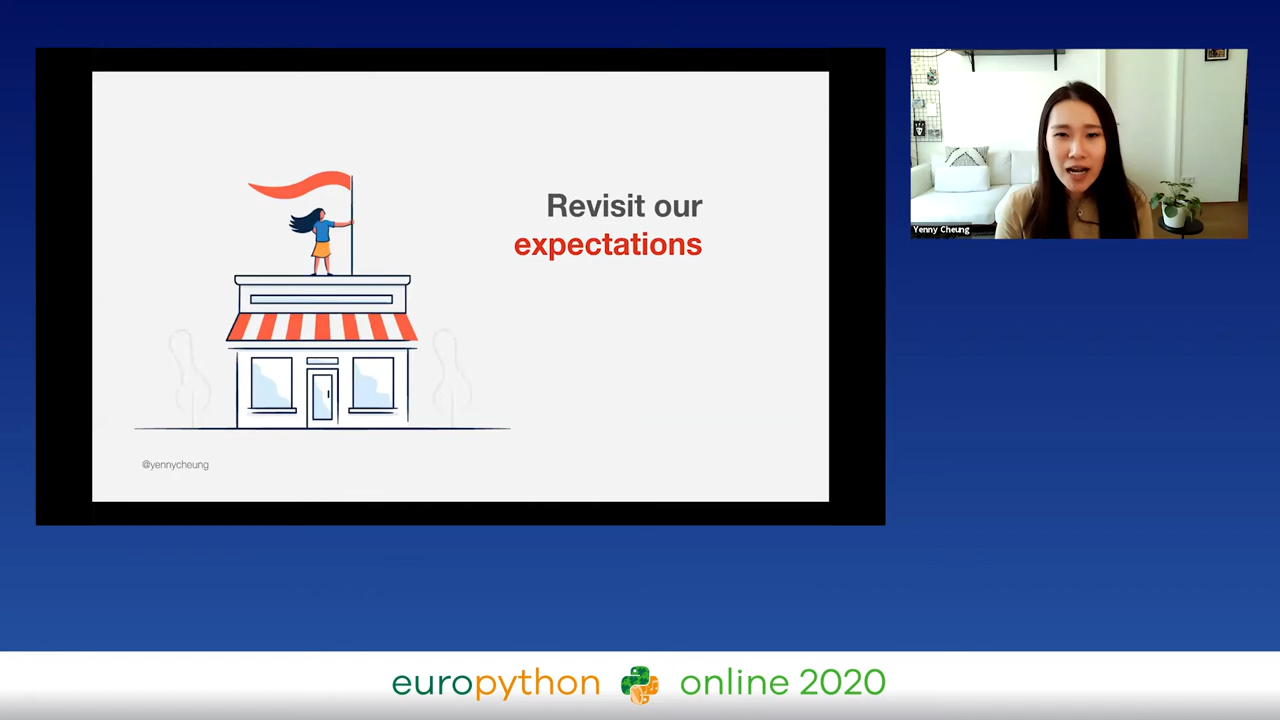 Revisit our
expectations
@yennycheung
Yenny Cheung
europython online 2020